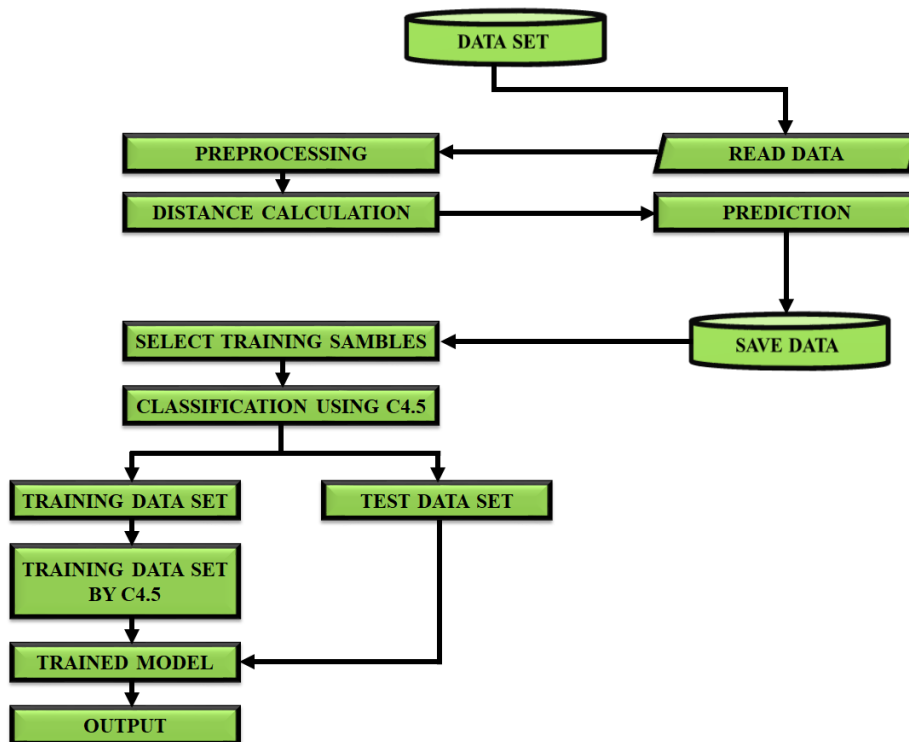 DATA SET
READ DATA
PREPROCESSING
DISTANCE CALCULATION
PREDICTION
SAVE DATA
SELECT TRAINING SAMBLES
CLASSIFICATION USING C4.5
TRAINING DATA SET
TEST DATA SET
TRAINING DATA SET
BY C4.5
TRAINED MODEL
OUTPUT